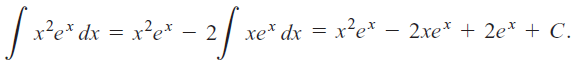 ∫ x²eˣ dx = x²eˣ − 2 ∫ xeˣ dx = x²eˣ − 2xeˣ + 2eˣ + C.